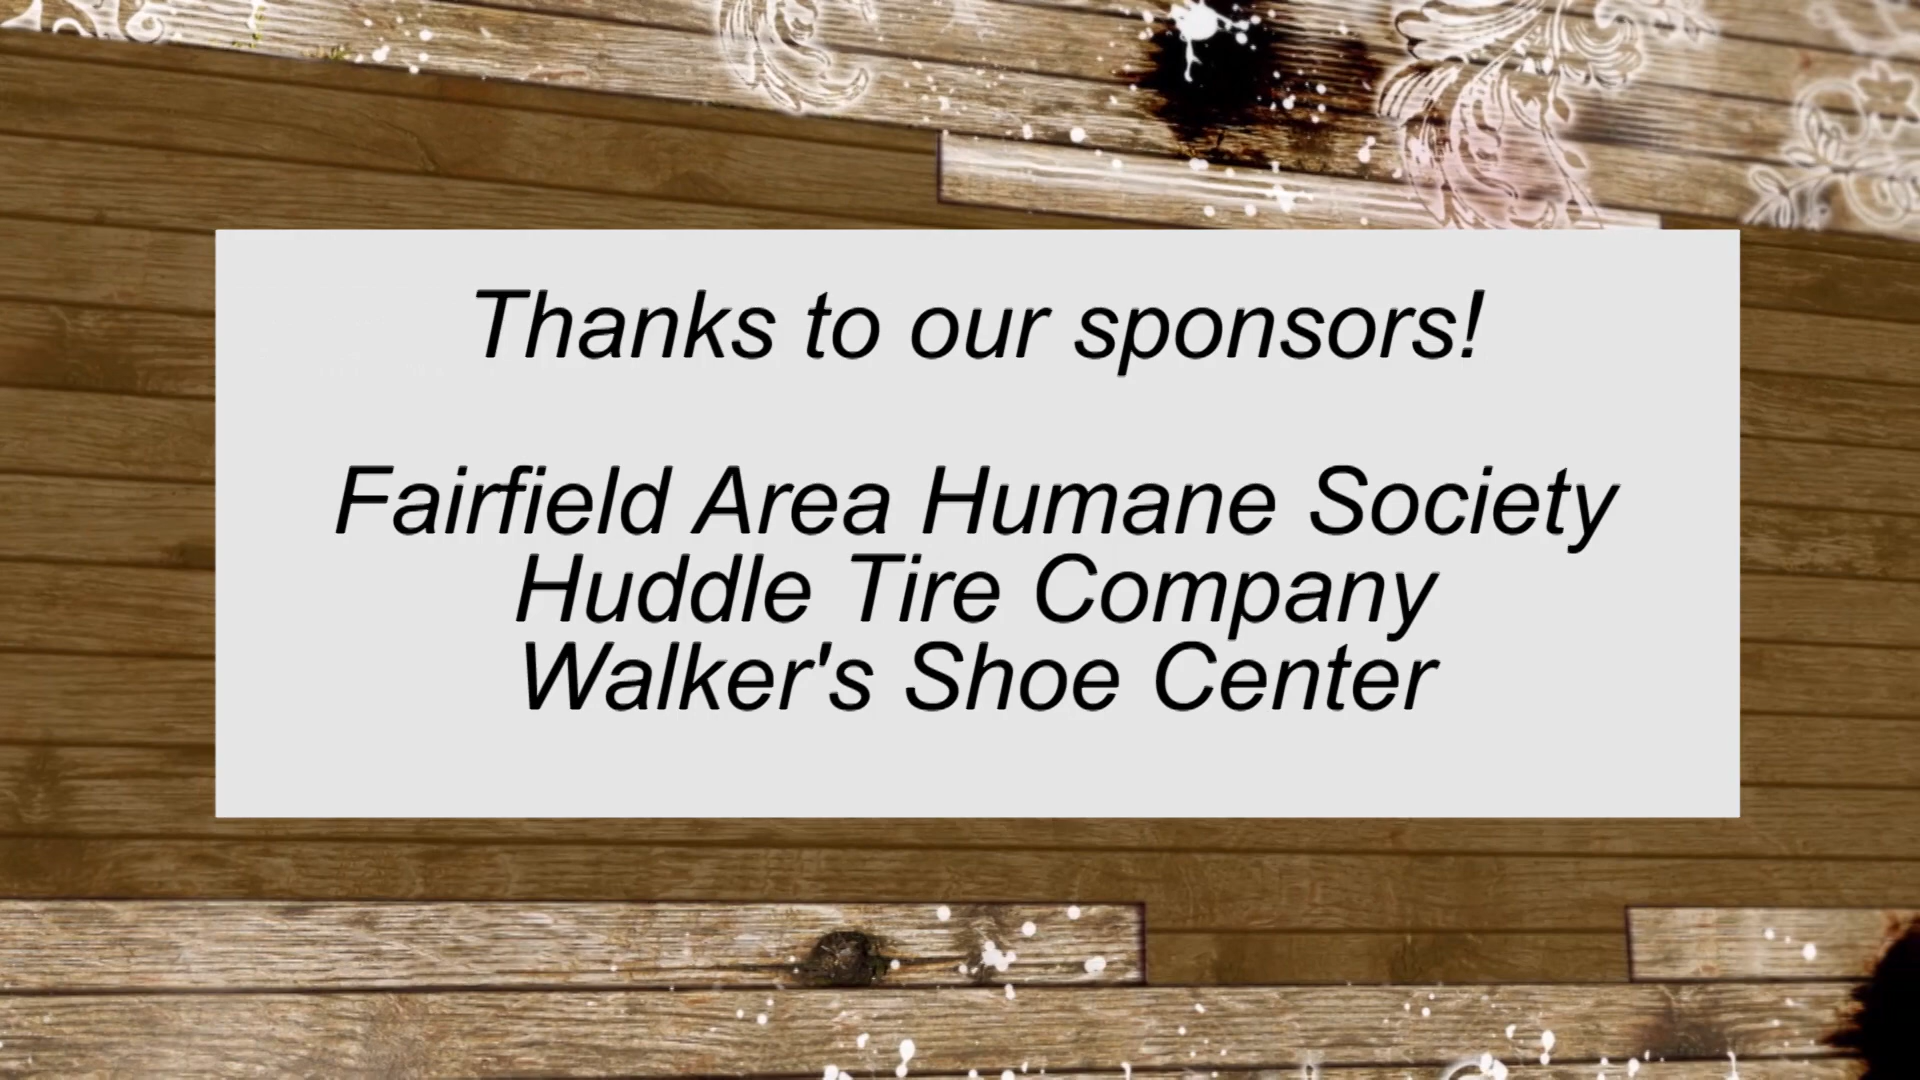 Thanks to our sponsors!
Fairfield Area Humane Society
Huddle Tire Company
Walker's Shoe Center